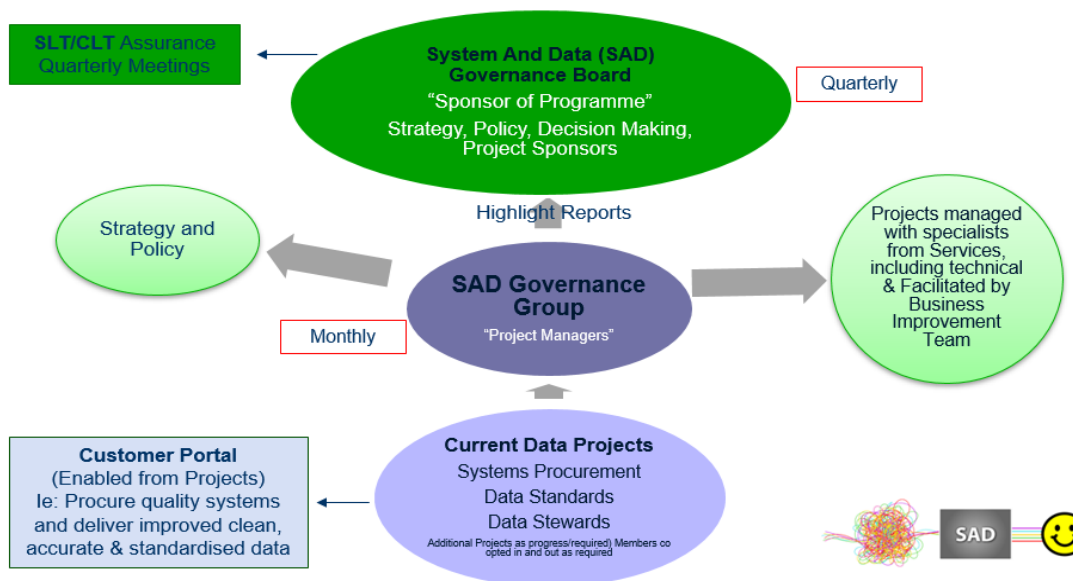 SLT/CLT Assurance
Quarterly Meetings
System And Data (SAD)
Governance Board
“Sponsor of Programme”
Strategy, Policy, Decision Making,
Project Sponsors
Quarterly
Highlight Reports
Strategy and
Policy
SAD Governance
Group
“Project Managers”
Monthly
Projects managed
with specialists
from Services,
including technical
& Facilitated by
Business
Improvement
Team
Current Data Projects
Systems Procurement
Data Standards
Data Stewards
Additional Projects as progress/required) Members co
opted in and out as required
Customer Portal
(Enabled from Projects)
Ie: Procure quality systems
and deliver improved clean,
accurate & standardised data
SAD